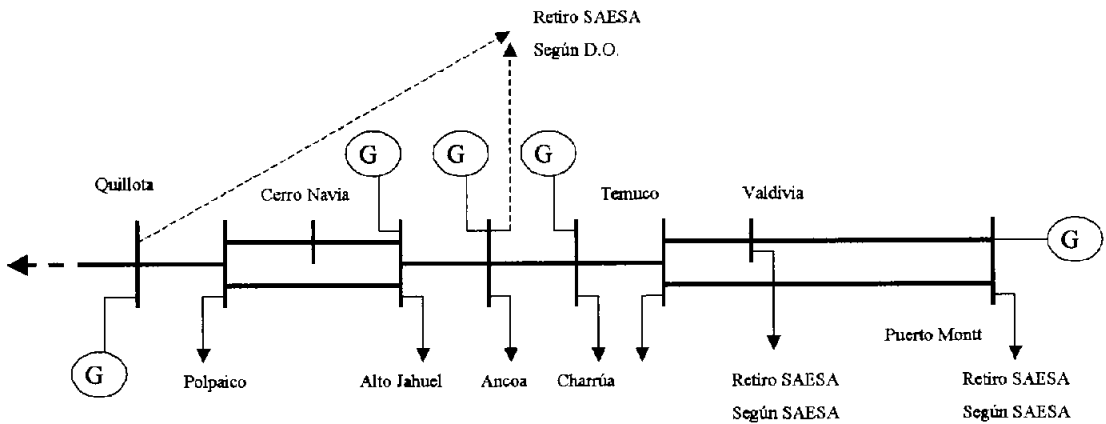 Retiro SAESA
Según D.O.
G
G
G
Quillota
Cerro Navia
Temuco
Valdivia
G
G
Puerto Montt
Polpaico
Alto Jahuel
Ancoa
Charrúa
Retiro SAESA
Según SAESA
Retiro SAESA
Según SAESA